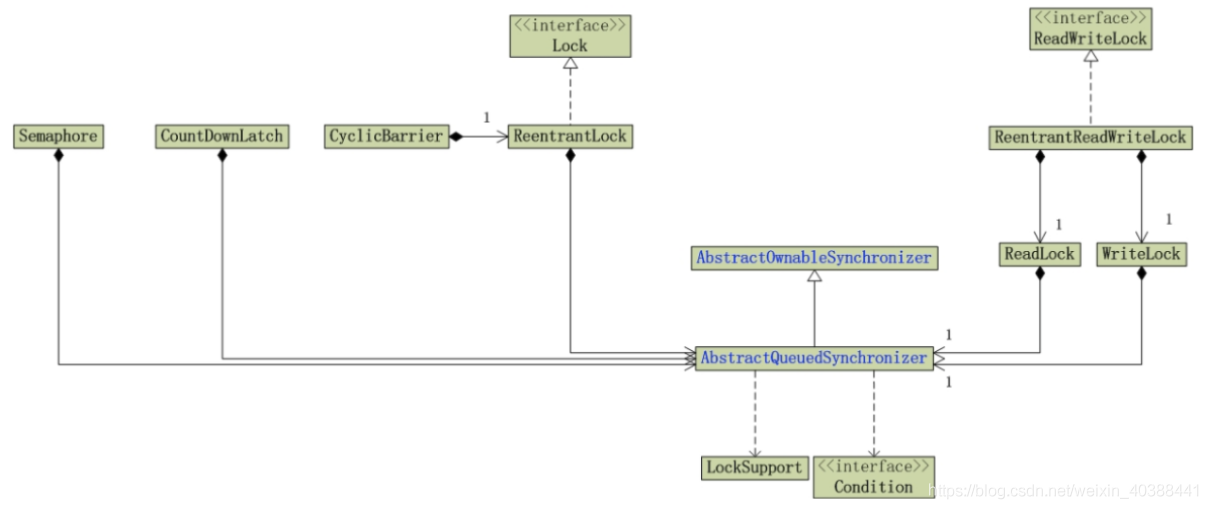 <<interface>>
Lock
<<interface>>
ReadWriteLock
Semaphore
CountDownLatch
CyclicBarrier
1
ReentrantLock
ReentrantReadWriteLock
1
1
AbstractOwnableSynchronizer
ReadLock
WriteLock
1
AbstractQueuedSynchronizer
1
LockSupport
<<interface>>
Condition
https://blog.csdn.net/weixin_40388441